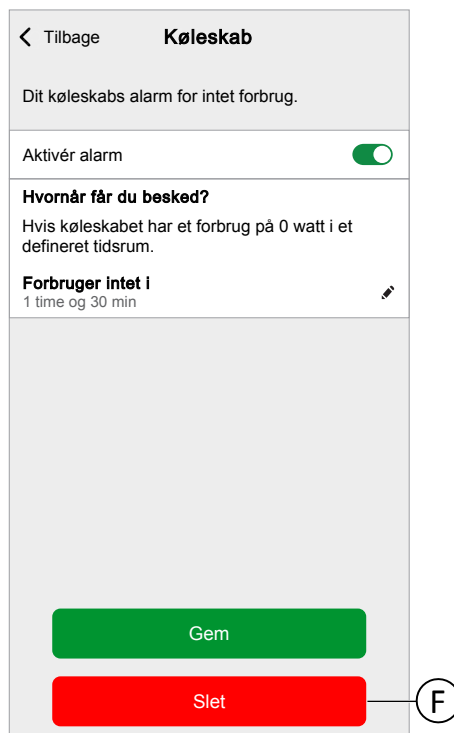 Tilbage Køleskab
Dit køleskabs alarm for intet forbrug.
Aktivér alarm
Hvornår får du besked?
Hvis køleskabet har et forbrug på 0 watt i et
defineret tidsrum.
Forbruger intet i
1 time og 30 min
Gem
Slet
F